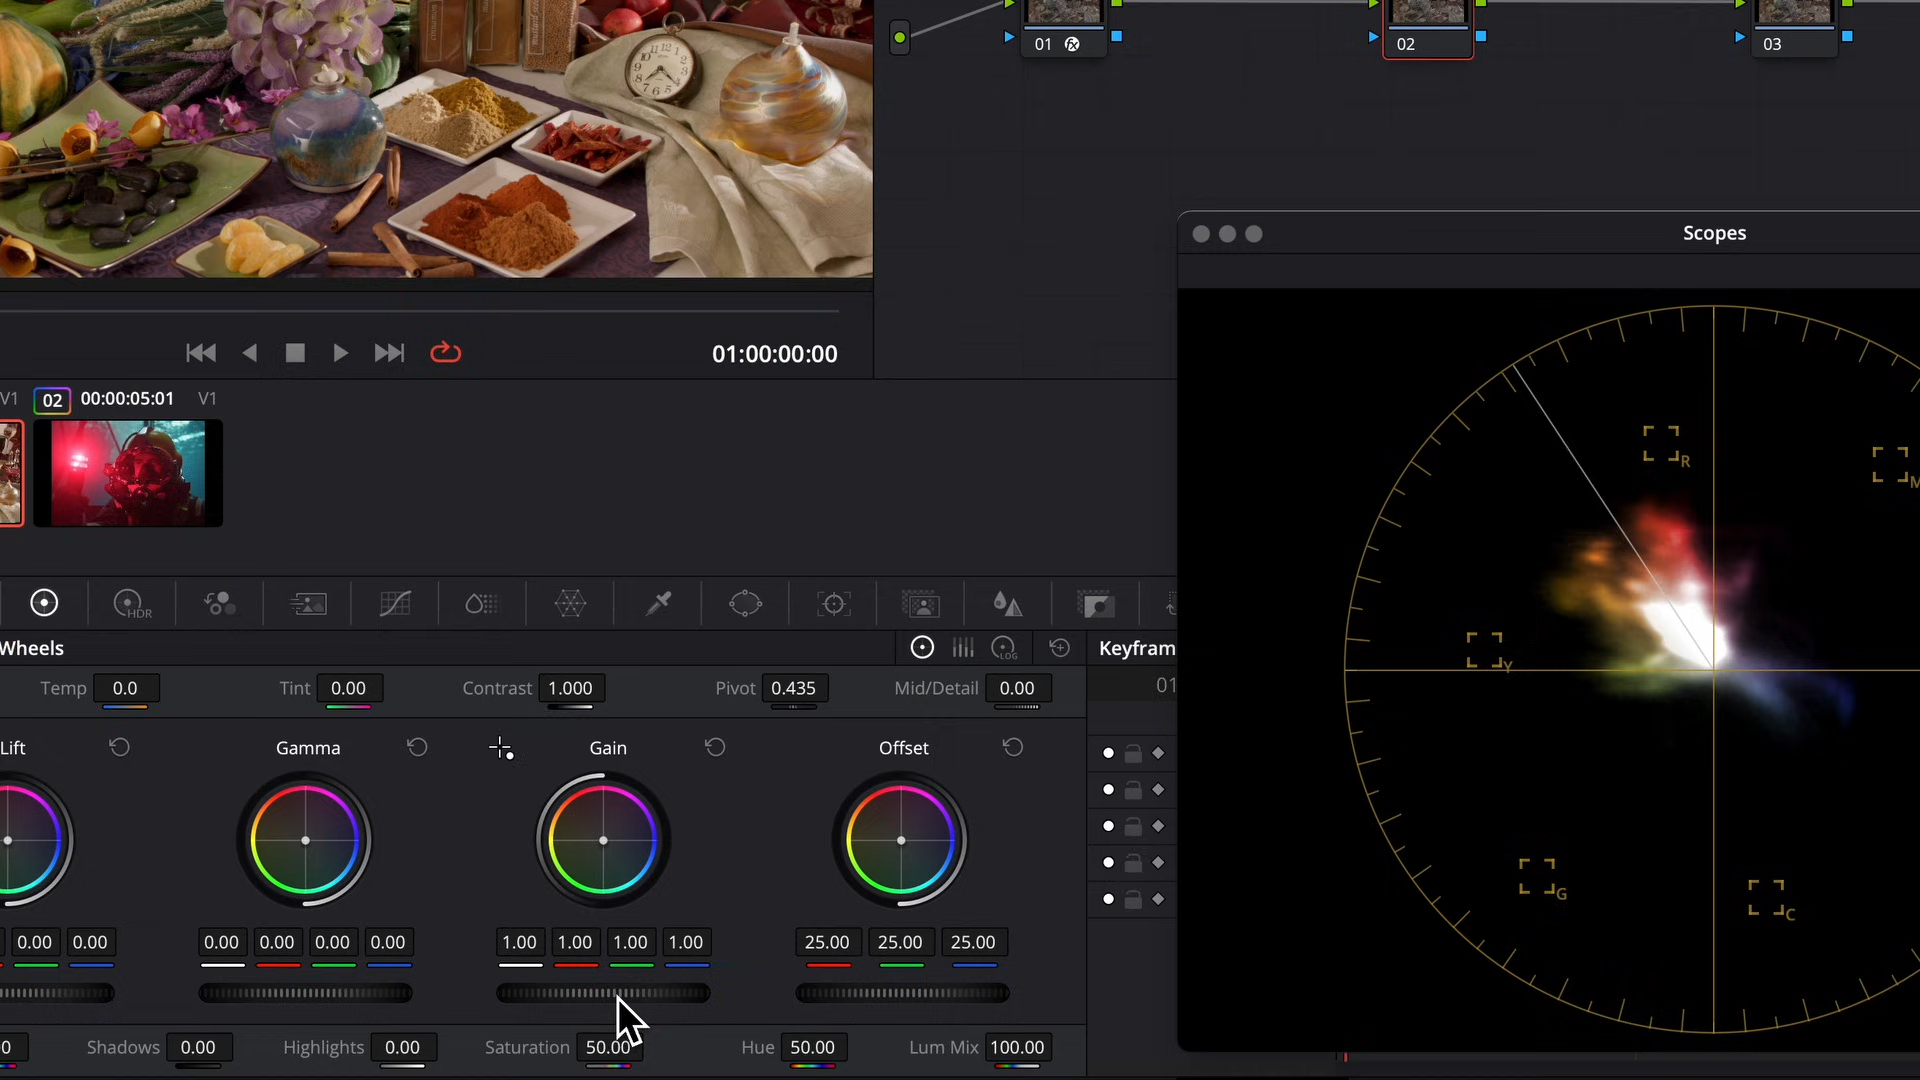 01
02
03
Scopes
01:00:00:00
V1
02
00:00:05:01
V1
R
Y
G
C
HDR
Wheels
LOG
Keyfram
Temp
0.0
Tint
0.00
Contrast
1.000
Pivot
0.435
Mid/Detail
0.00
01
Lift
Gamma
Gain
Offset
0.00
0.00
0.00
0.00
0.00
0.00
1.00
1.00
1.00
1.00
25.00
25.00
25.00
Shadows
0.00
Highlights
0.00
Saturation
50.00
Hue
50.00
Lum Mix
100.00